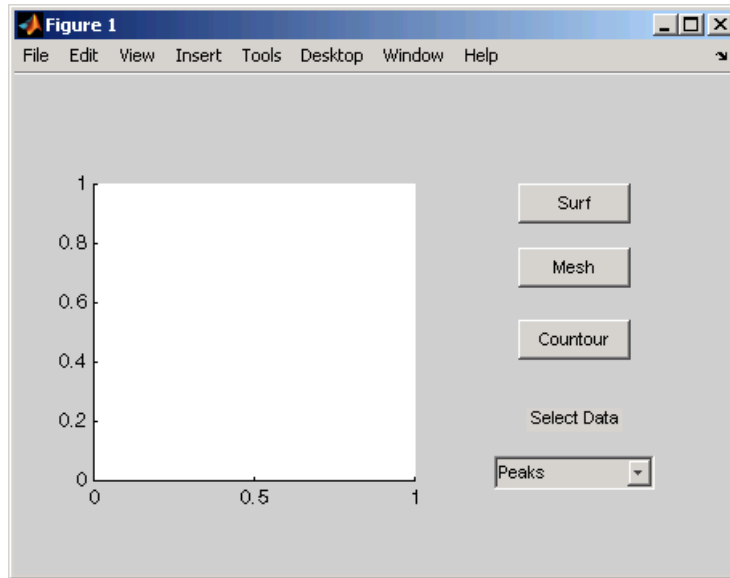 Figure 1
File Edit View Insert Tools Desktop Window Help
1
0.8
0.6
0.4
0.2
0
0 0.5 1
Surf
Mesh
Countour
Select Data
Peaks